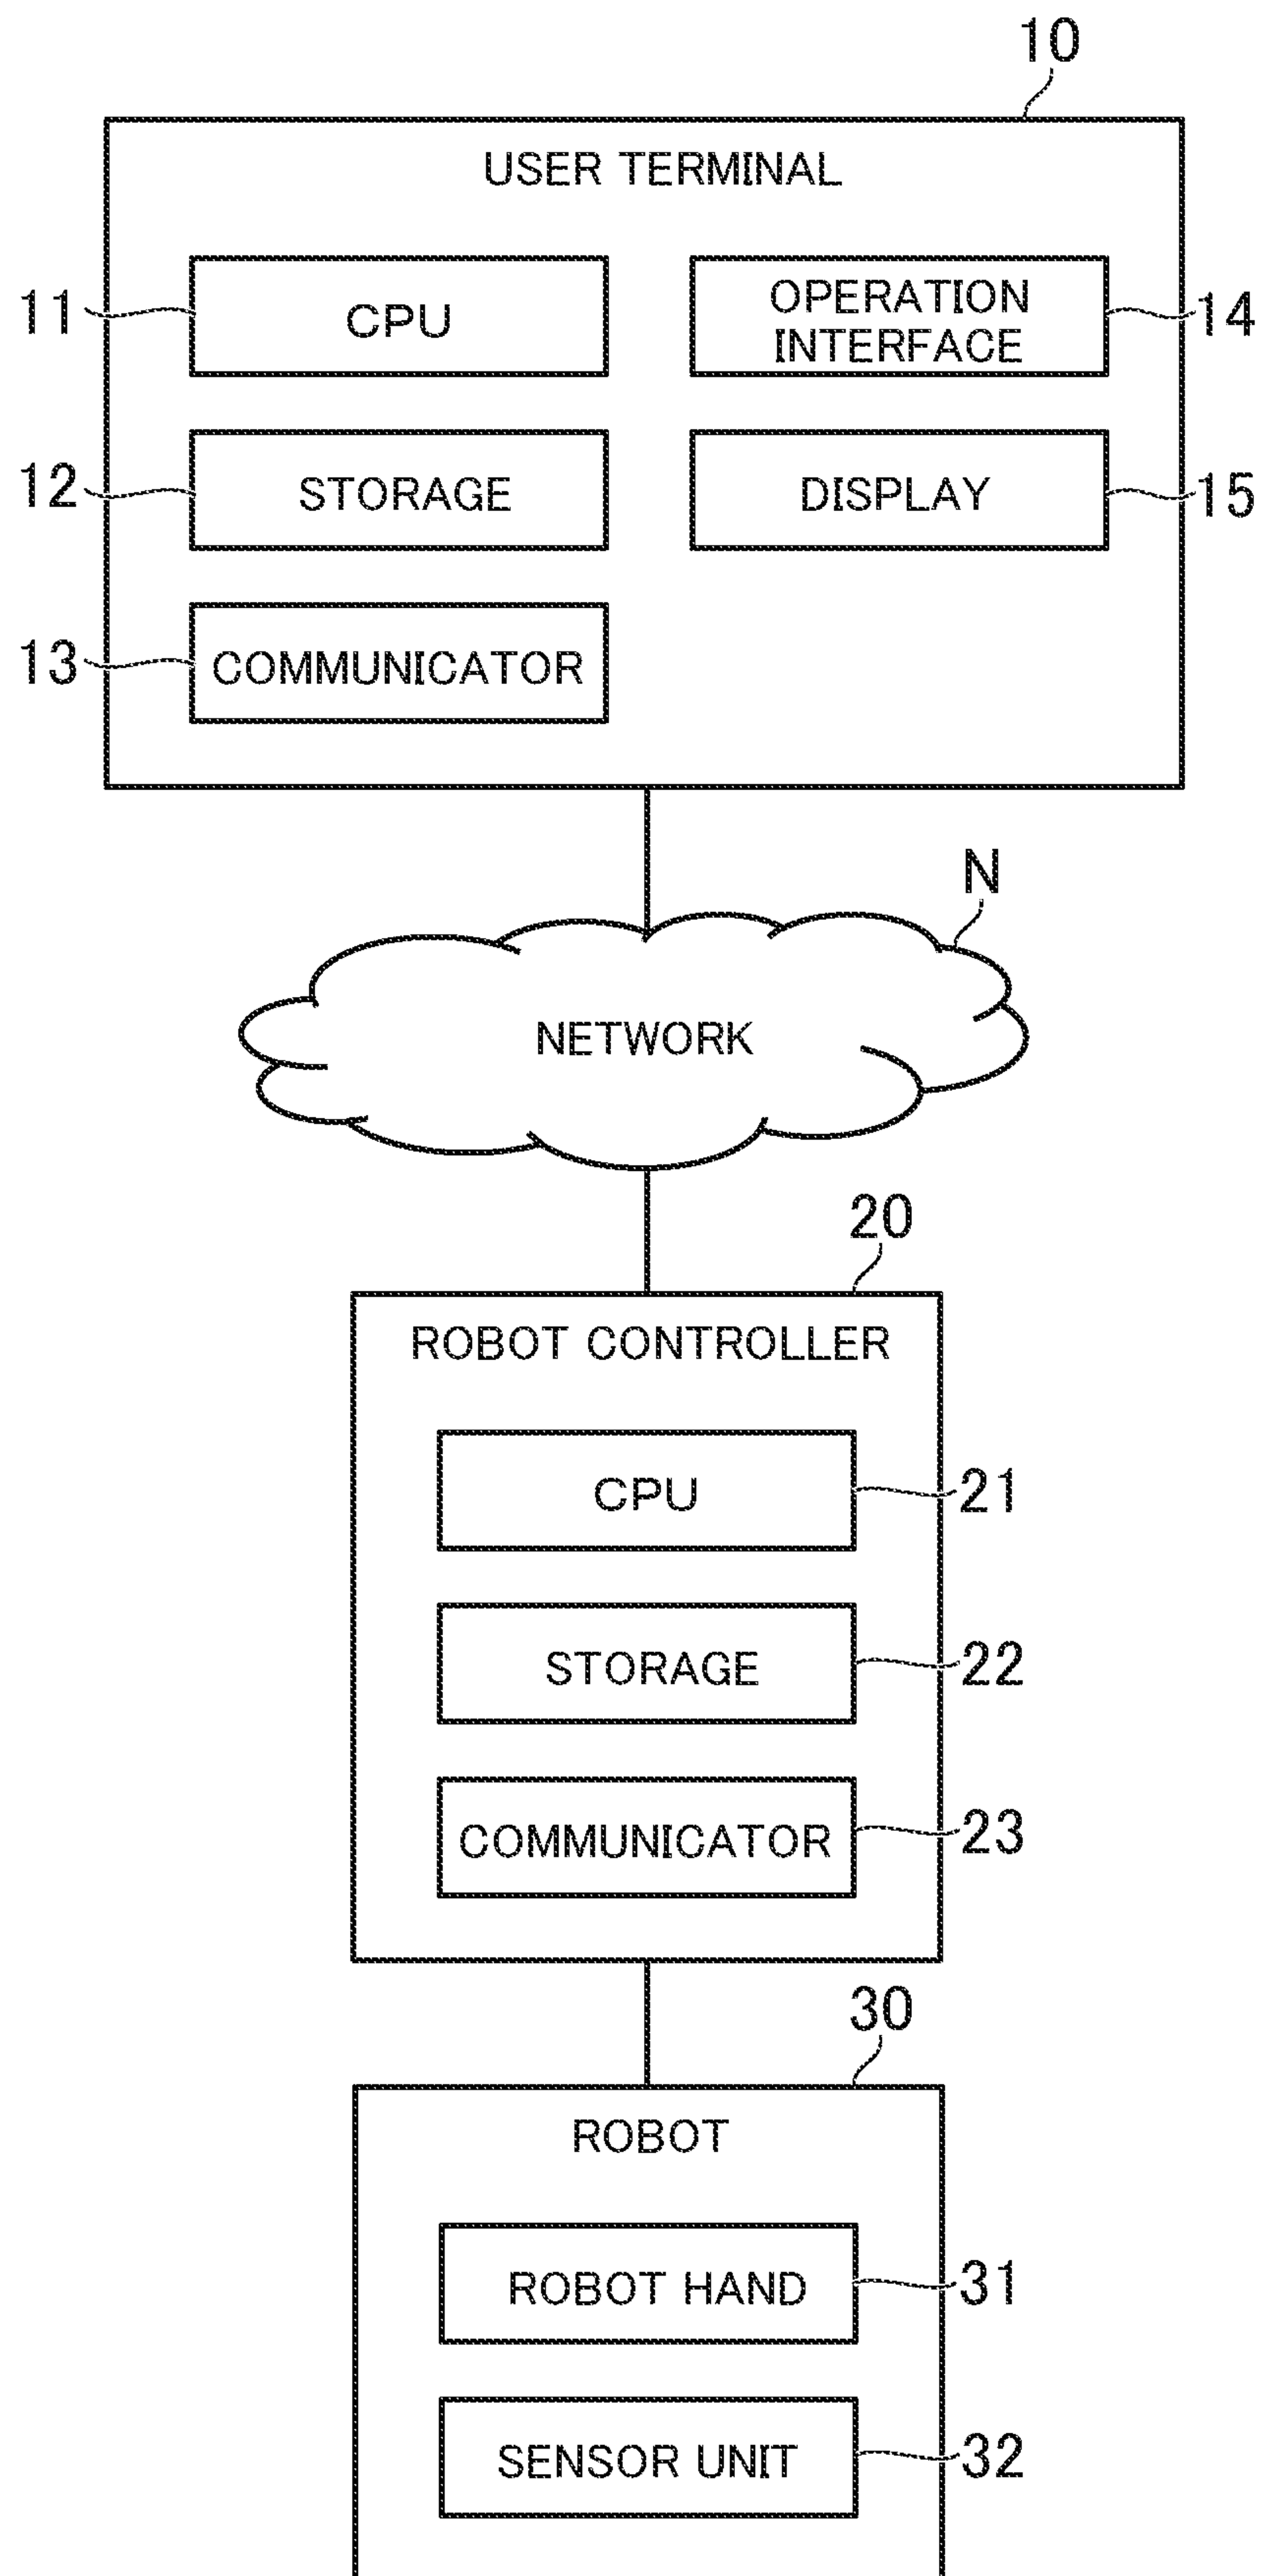 10
USER TERMINAL
11
CPU
OPERATION
INTERFACE
14
12
STORAGE
DISPLAY
15
13
COMMUNICATOR
N
NETWORK
20
ROBOT CONTROLLER
CPU
21
STORAGE
22
COMMUNICATOR
23
30
ROBOT
ROBOT HAND
31
SENSOR UNIT
32